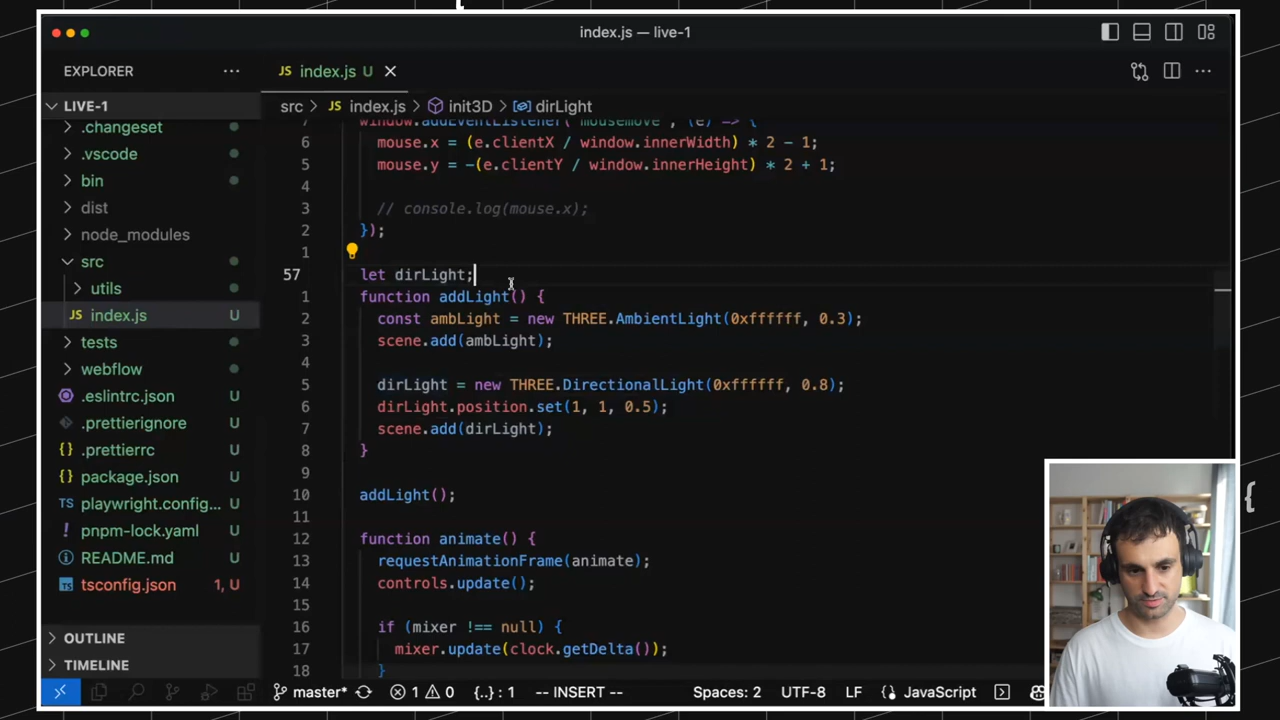 {
index.js — live-1
EXPLORER
JS index.js U
LIVE-1
src > JS index.js > init3D > dirLight
.changeset
.vscode
bin
dist
node_modules
src
utils
JS index.js U
tests
webflow
.eslintrc.json U
.prettierignore U
{} .prettierrc U
{} package.json U
TS playwright.config... U
! pnpm-lock.yaml U
README.md U
tsconfig.json 1, U
OUTLINE
TIMELINE
7 window.addEventListener("mousemove", (e) => {
6 mouse.x = (e.clientX / window.innerWidth) * 2 - 1;
5 mouse.y = -(e.clientY / window.innerHeight) * 2 + 1;
4
3 // console.log(mouse.x);
2 });
1
57 let dirLight;
1 function addLight() {
2 const ambLight = new THREE.AmbientLight(0xffffff, 0.3);
3 scene.add(ambLight);
4
5 dirLight = new THREE.DirectionalLight(0xffffff, 0.8);
6 dirLight.position.set(1, 1, 0.5);
7 scene.add(dirLight);
8 }
9
10 addLight();
11
12 function animate() {
13 requestAnimationFrame(animate);
14 controls.update();
15
16 if (mixer !== null) {
17 mixer.update(clock.getDelta());
18 }
{
master* 1 0 {..} : 1 -- INSERT -- Spaces: 2 UTF-8 LF JavaScript